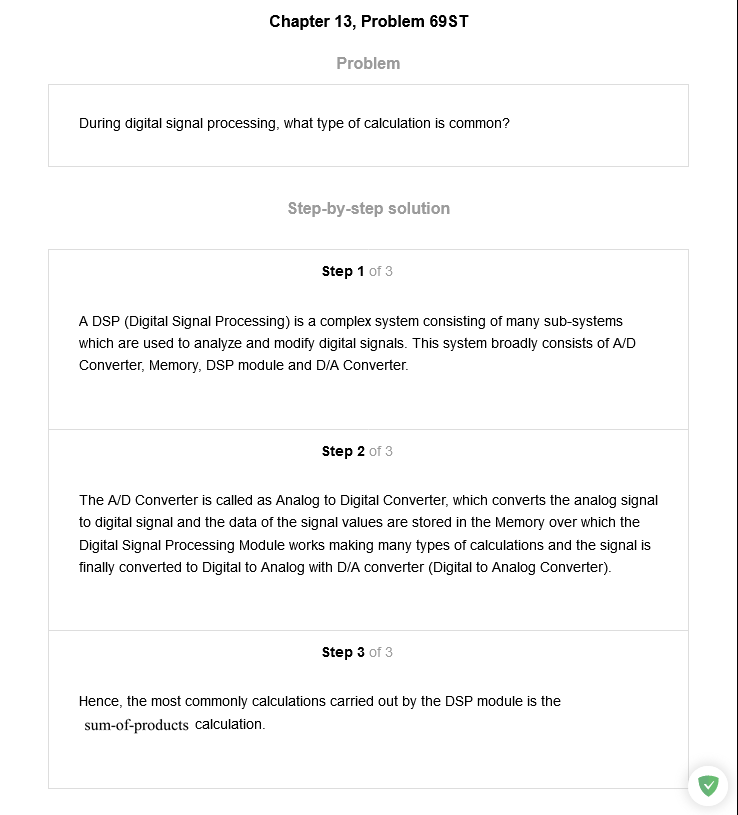 Chapter 13, Problem 69ST
Problem
During digital signal processing, what type of calculation is common?
Step-by-step solution
Step 1 of 3
A DSP (Digital Signal Processing) is a complex system consisting of many sub-systems
which are used to analyze and modify digital signals. This system broadly consists of A/D
Converter, Memory, DSP module and D/A Converter.
Step 2 of 3
The A/D Converter is called as Analog to Digital Converter, which converts the analog signal
to digital signal and the data of the signal values are stored in the Memory over which the
Digital Signal Processing Module works making many types of calculations and the signal is
finally converted to Digital to Analog with D/A converter (Digital to Analog Converter).
Step 3 of 3
Hence, the most commonly calculations carried out by the DSP module is the
sum-of-products calculation.